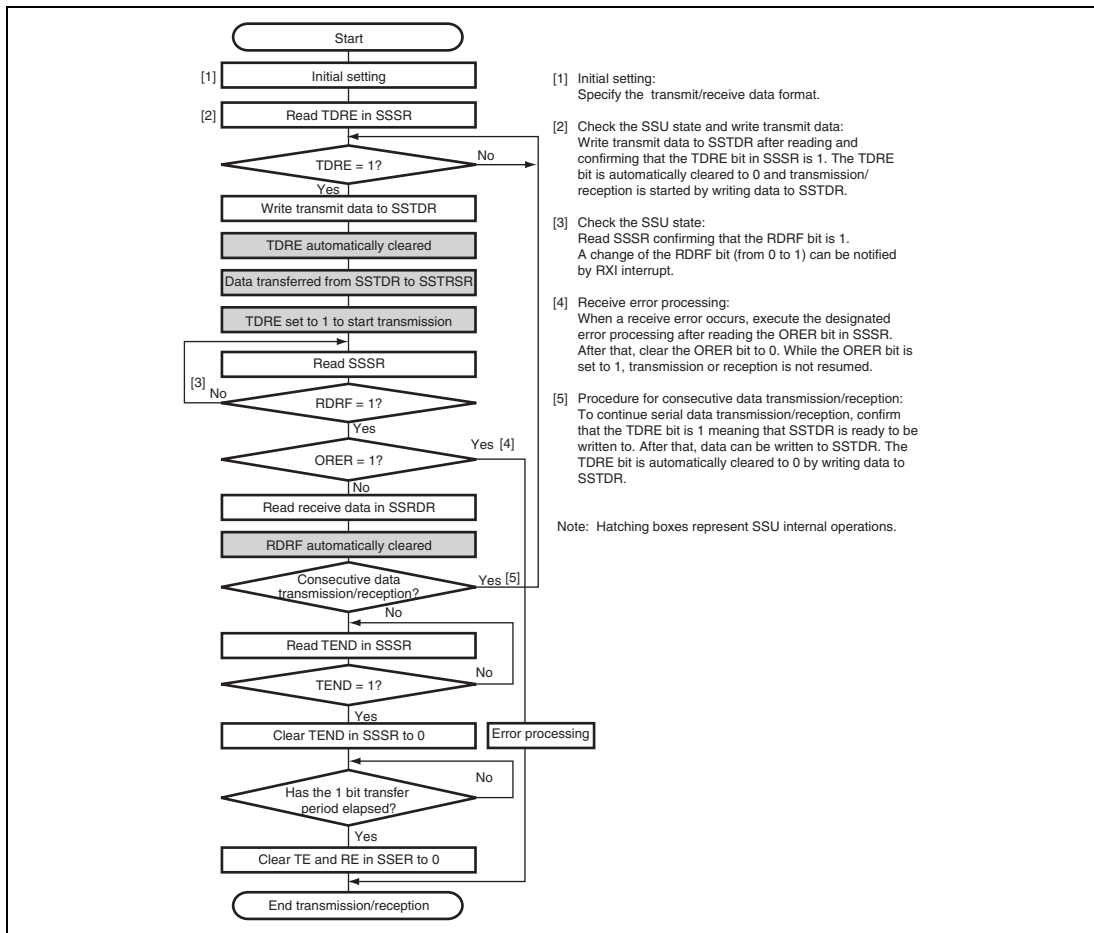 Start
[1] Initial setting
[2] Read TDRE in SSSR
TDRE = 1?
No
Yes
Write transmit data to SSTDR
TDRE automatically cleared
Data transferred from SSTDR to SSTRSR
TDRE set to 1 to start transmission
Read SSSR
[3] No
RDRF = 1?
Yes
Yes [4]
ORER = 1?
No
Read receive data in SSRDR
RDRF automatically cleared
Consecutive data
transmission/reception?
Yes [5]
No
Read TEND in SSSR
TEND = 1?
No
Yes
Clear TEND in SSSR to 0
Error processing
No
Has the 1 bit transfer
period elapsed?
Yes
Clear TE and RE in SSER to 0
End transmission/reception
[1] Initial setting:
Specify the transmit/receive data format.
[2] Check the SSU state and write transmit data:
Write transmit data to SSTDR after reading and
confirming that the TDRE bit in SSSR is 1. The TDRE
bit is automatically cleared to 0 and transmission/
reception is started by writing data to SSTDR.
[3] Check the SSU state:
Read SSSR confirming that the RDRF bit is 1.
A change of the RDRF bit (from 0 to 1) can be notified
by RXI interrupt.
[4] Receive error processing:
When a receive error occurs, execute the designated
error processing after reading the ORER bit in SSSR.
After that, clear the ORER bit to 0. While the ORER bit is
set to 1, transmission or reception is not resumed.
[5] Procedure for consecutive data transmission/reception:
To continue serial data transmission/reception, confirm
that the TDRE bit is 1 meaning that SSTDR is ready to be
written to. After that, data can be written to SSTDR. The
TDRE bit is automatically cleared to 0 by writing data to
SSTDR.
Note: Hatching boxes represent SSU internal operations.